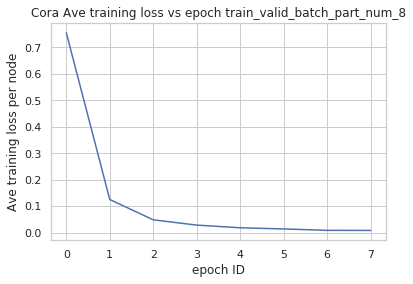 Cora Ave training loss vs epoch train_valid_batch_part_num_8
Ave training loss per node
0.7
0.6
0.5
0.4
0.3
0.2
0.1
0.0
0 1 2 3 4 5 6 7
epoch ID